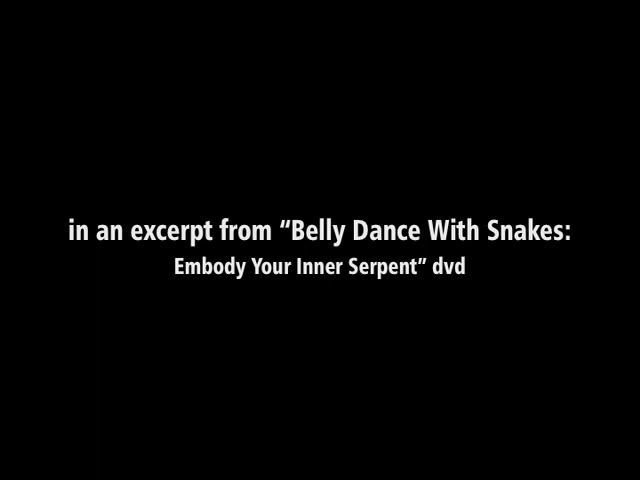 in an excerpt from “Belly Dance With Snakes:
Embody Your Inner Serpent” dvd